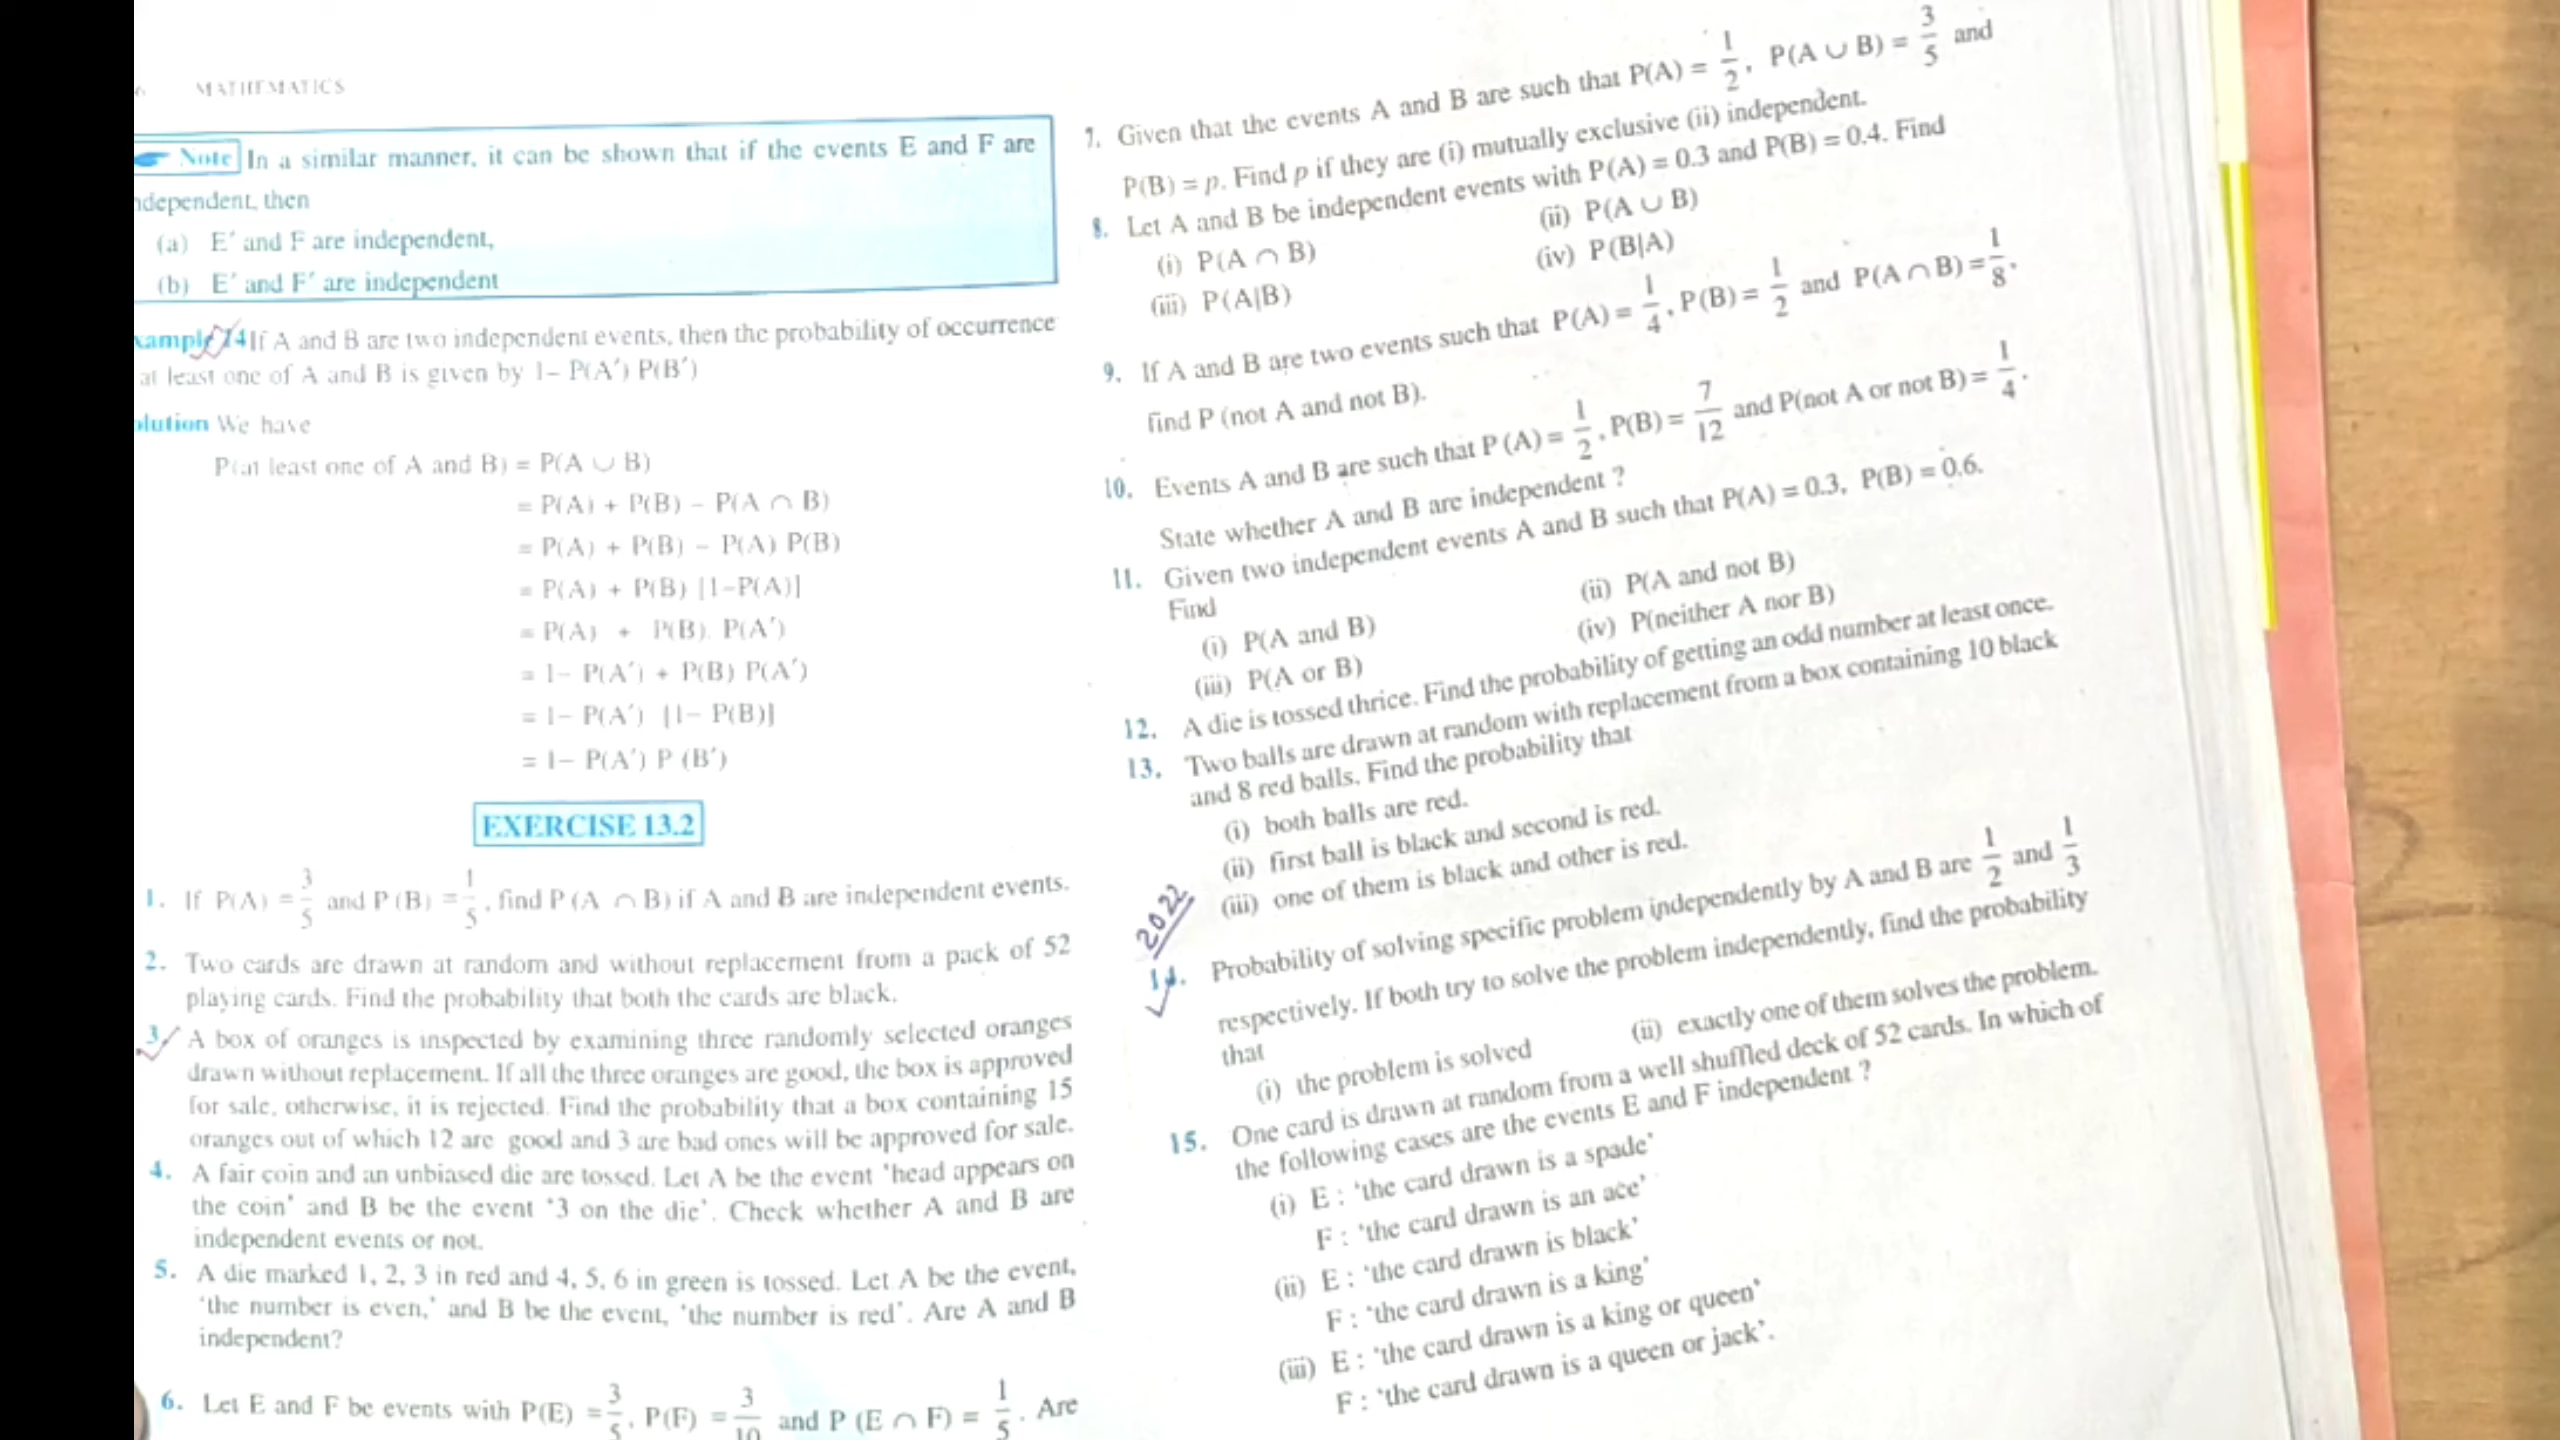 MATHEMATICS
Note In a similar manner, it can be shown that if the events E and F are
ndependent, then
(a) E′ and F are independent,
(b) E′ and F′ are independent
xample 14 If A and B are two independent events, then the probability of occurrence
at least one of A and B is given by 1– P(A′) P(B′)
olution We have
P(at least one of A and B) = P(A ∪ B)
= P(A) + P(B) – P(A ∩ B)
= P(A) + P(B) – P(A) P(B)
= P(A) + P(B) [1–P(A)]
= P(A) + P(B). P(A′)
= 1– P(A′) + P(B) P(A′)
= 1– P(A′) [1– P(B)]
= 1– P(A′) P (B′)
EXERCISE 13.2
1. If P(A) = 3/5 and P (B) = 1/5, find P (A ∩ B) if A and B are independent events.
2. Two cards are drawn at random and without replacement from a pack of 52
playing cards. Find the probability that both the cards are black.
3. A box of oranges is inspected by examining three randomly selected oranges
drawn without replacement. If all the three oranges are good, the box is approved
for sale, otherwise, it is rejected. Find the probability that a box containing 15
oranges out of which 12 are good and 3 are bad ones will be approved for sale.
4. A fair coin and an unbiased die are tossed. Let A be the event ‘head appears on
the coin’ and B be the event ‘3 on the die’. Check whether A and B are
independent events or not.
5. A die marked 1, 2, 3 in red and 4, 5, 6 in green is tossed. Let A be the event,
‘the number is even,’ and B be the event, ‘the number is red’. Are A and B
independent?
6. Let E and F be events with P(E) = 3/5, P(F) = 3/10 and P (E ∩ F) = 1/5. Are
7. Given that the events A and B are such that P(A) = 1/2, P(A ∪ B) = 3/5 and
P(B) = p. Find p if they are (i) mutually exclusive (ii) independent.
8. Let A and B be independent events with P(A) = 0.3 and P(B) = 0.4. Find
(i) P(A ∩ B) (ii) P(A ∪ B)
(iii) P(A|B) (iv) P(B|A)
9. If A and B are two events such that P(A) = 1/4, P(B) = 1/2 and P(A ∩ B) = 1/8,
find P (not A and not B).
10. Events A and B are such that P (A) = 1/2, P(B) = 7/12 and P(not A or not B) = 1/4.
State whether A and B are independent ?
11. Given two independent events A and B such that P(A) = 0.3, P(B) = 0.6.
Find
(i) P(A and B) (ii) P(A and not B)
(iii) P(A or B) (iv) P(neither A nor B)
12. A die is tossed thrice. Find the probability of getting an odd number at least once.
13. Two balls are drawn at random with replacement from a box containing 10 black
and 8 red balls. Find the probability that
(i) both balls are red.
(ii) first ball is black and second is red.
(iii) one of them is black and other is red.
2022
14. Probability of solving specific problem independently by A and B are 1/2 and 1/3
respectively. If both try to solve the problem independently, find the probability
that
(i) the problem is solved (ii) exactly one of them solves the problem.
15. One card is drawn at random from a well shuffled deck of 52 cards. In which of
the following cases are the events E and F independent ?
(i) E : ‘the card drawn is a spade’
F : ‘the card drawn is an ace’
(ii) E : ‘the card drawn is black’
F : ‘the card drawn is a king’
(iii) E : ‘the card drawn is a king or queen’
F : ‘the card drawn is a queen or jack’.